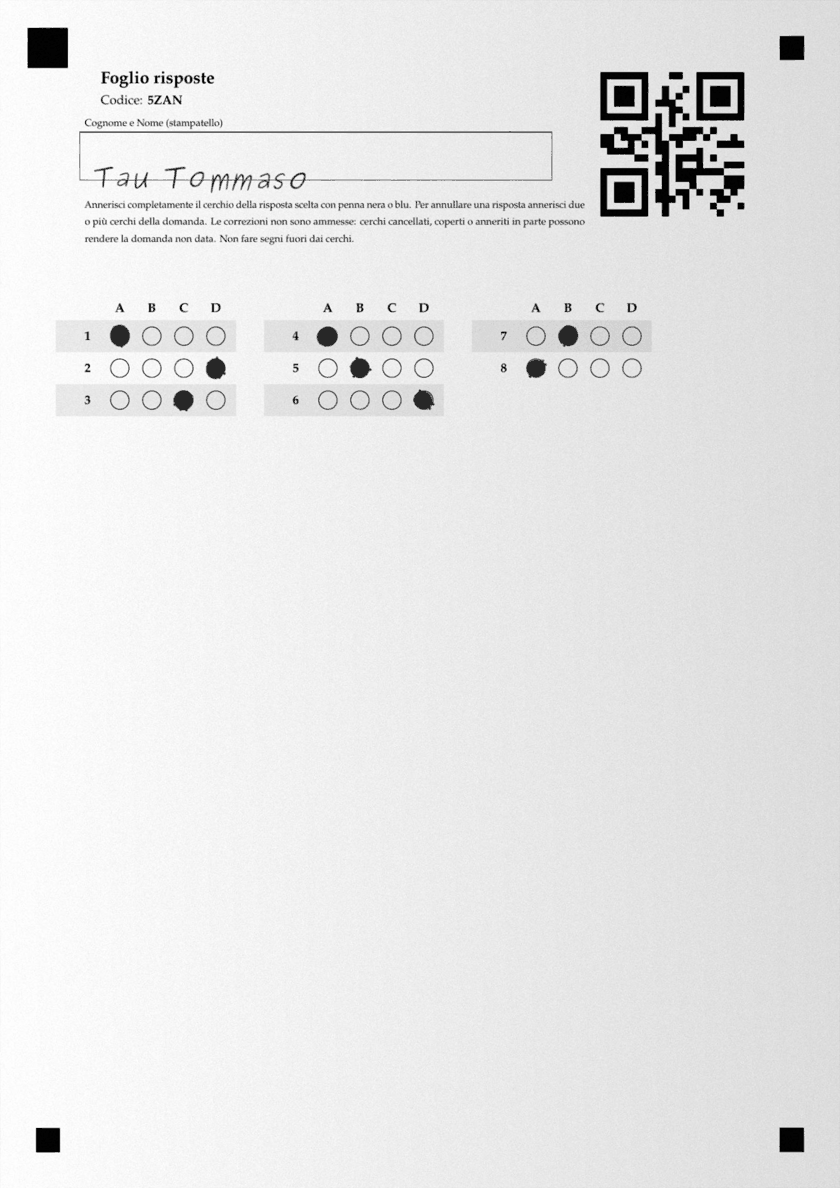 Foglio risposte
Codice: 5ZAN
Cognome e Nome (stampatello)
Tau Tommaso
Annerisci completamente il cerchio della risposta scelta con penna nera o blu. Per annullare una risposta annerisci due
o più cerchi della domanda. Le correzioni non sono ammesse: cerchi cancellati, coperti o anneriti in parte possono
rendere la domanda non data. Non fare segni fuori dai cerchi.
A B C D A B C D A B C D
1 4 7
2 5 8
3 6